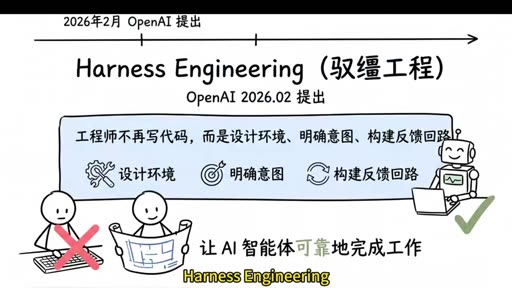 2026年2月 OpenAI 提出
Harness Engineering（驭缰工程）
OpenAI 2026.02 提出
工程师不再写代码，而是设计环境、明确意图、构建反馈回路
设计环境
明确意图
构建反馈回路
让 AI 智能体可靠地完成工作
Harness Engineering